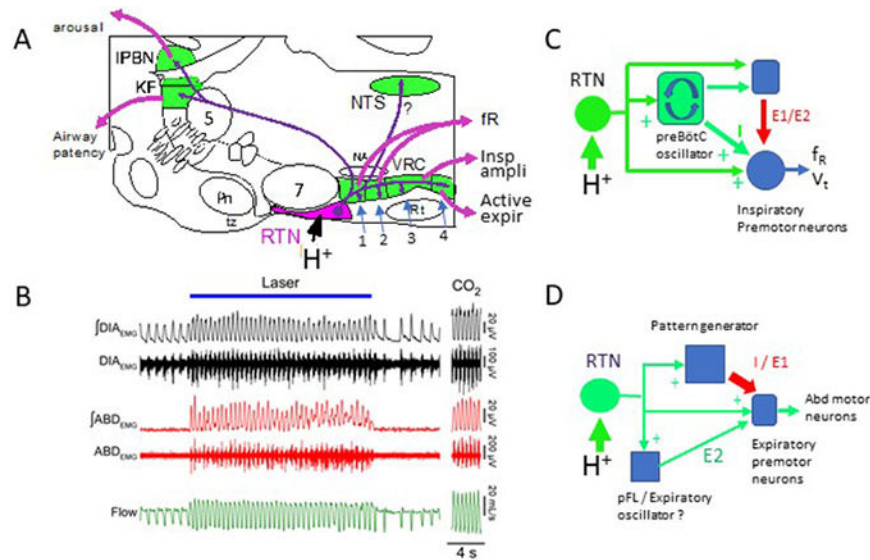 A
arousal
lPBN
KF
5
Airway
patency
Pn
tz
7
NA
VRC
NTS
?
fR
Insp
ampli
Active
expir
Rt
RTN
H+
1
2
3
4
B
Laser
CO2
∫DIAEMG
20 µV
DIAEMG
100 µV
∫ABDEMG
20 µV
ABDEMG
200 µV
Flow
20 mL/s
4 s
C
RTN
H+
+
preBötC
oscillator
+
+
I
E1/E2
+
fR
Vt
Inspiratory
Premotor neurons
D
Pattern generator
RTN
H+
+
I / E1
+
+
E2
Abd motor
neurons
Expiratory
premotor
neurons
pFL / Expiratory
oscillator ?